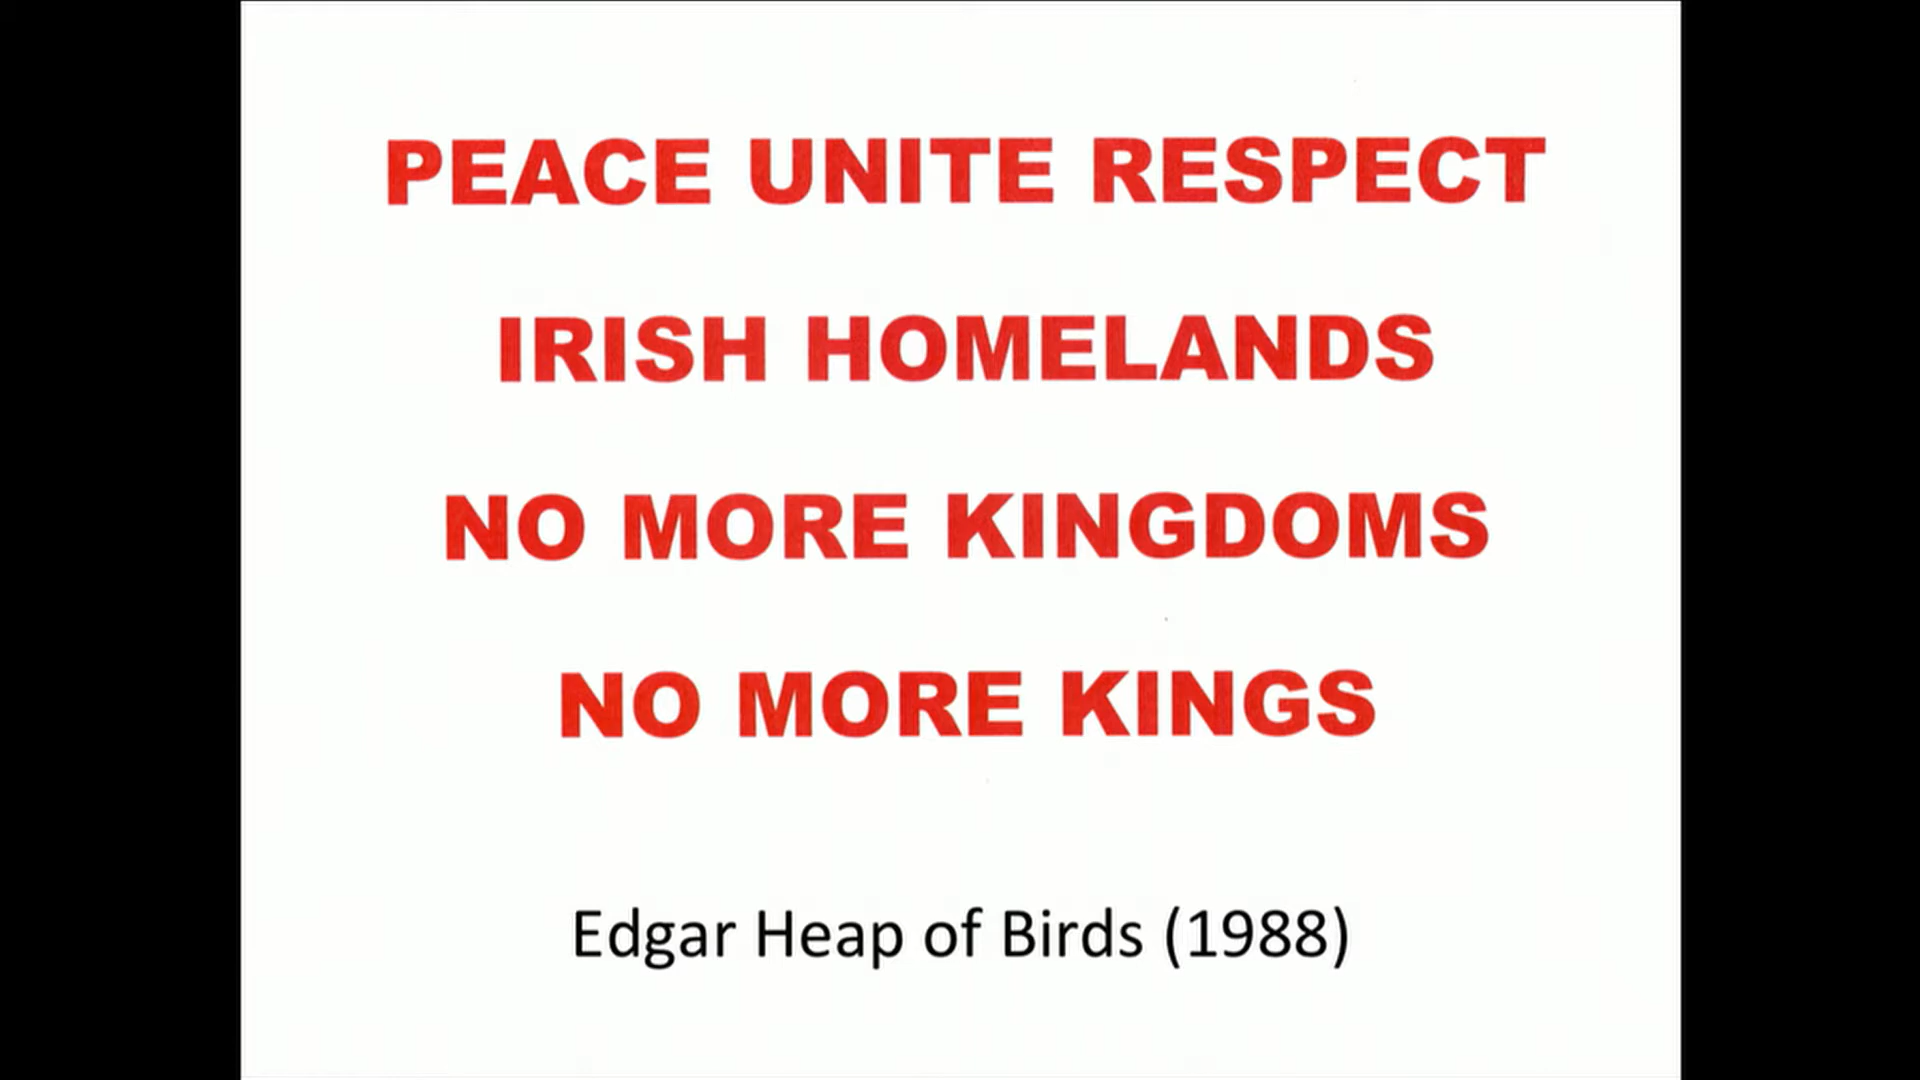 PEACE UNITE RESPECT
IRISH HOMELANDS
NO MORE KINGDOMS
NO MORE KINGS
Edgar Heap of Birds (1988)